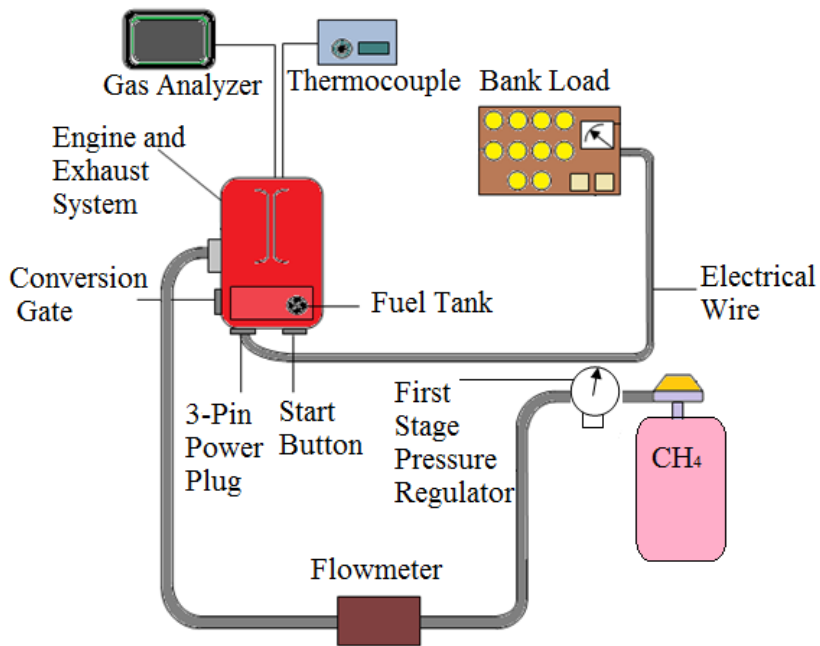 Gas Analyzer
Thermocouple
Bank Load
Engine and
Exhaust
System
Conversion
Gate
Fuel Tank
Electrical
Wire
3-Pin
Power
Plug
Start
Button
First
Stage
Pressure
Regulator
CH₄
Flowmeter